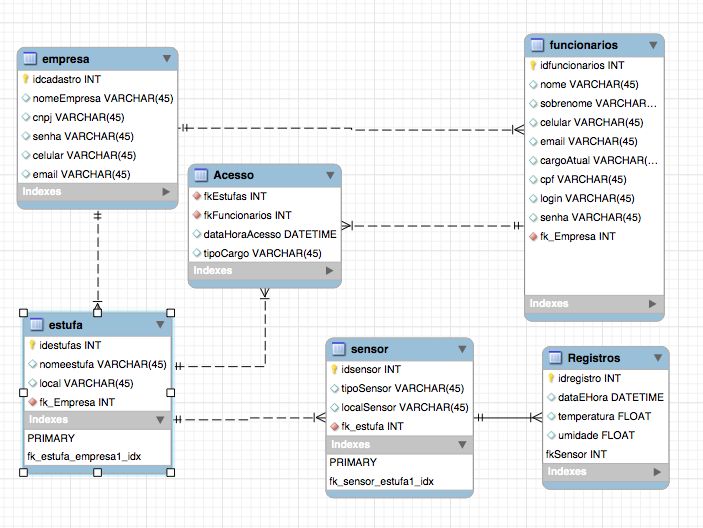 empresa
idcadastro INT
nomeEmpresa VARCHAR(45)
cnpj VARCHAR(45)
senha VARCHAR(45)
celular VARCHAR(45)
email VARCHAR(45)
Indexes
funcionarios
idfuncionarios INT
nome VARCHAR(45)
sobrenome VARCHAR...
celular VARCHAR(45)
email VARCHAR(45)
cargoAtual VARCHAR(...
cpf VARCHAR(45)
login VARCHAR(45)
senha VARCHAR(45)
fk_Empresa INT
Indexes
Acesso
fkEstufas INT
fkFuncionarios INT
dataHoraAcesso DATETIME
tipoCargo VARCHAR(45)
Indexes
estufa
idestufas INT
nomeestufa VARCHAR(45)
local VARCHAR(45)
fk_Empresa INT
Indexes
PRIMARY
fk_estufa_empresa1_idx
sensor
idsensor INT
tipoSensor VARCHAR(45)
localSensor VARCHAR(45)
fk_estufa INT
Indexes
PRIMARY
fk_sensor_estufa1_idx
Registros
idregistro INT
dataEHora DATETIME
temperatura FLOAT
umidade FLOAT
fkSensor INT
Indexes